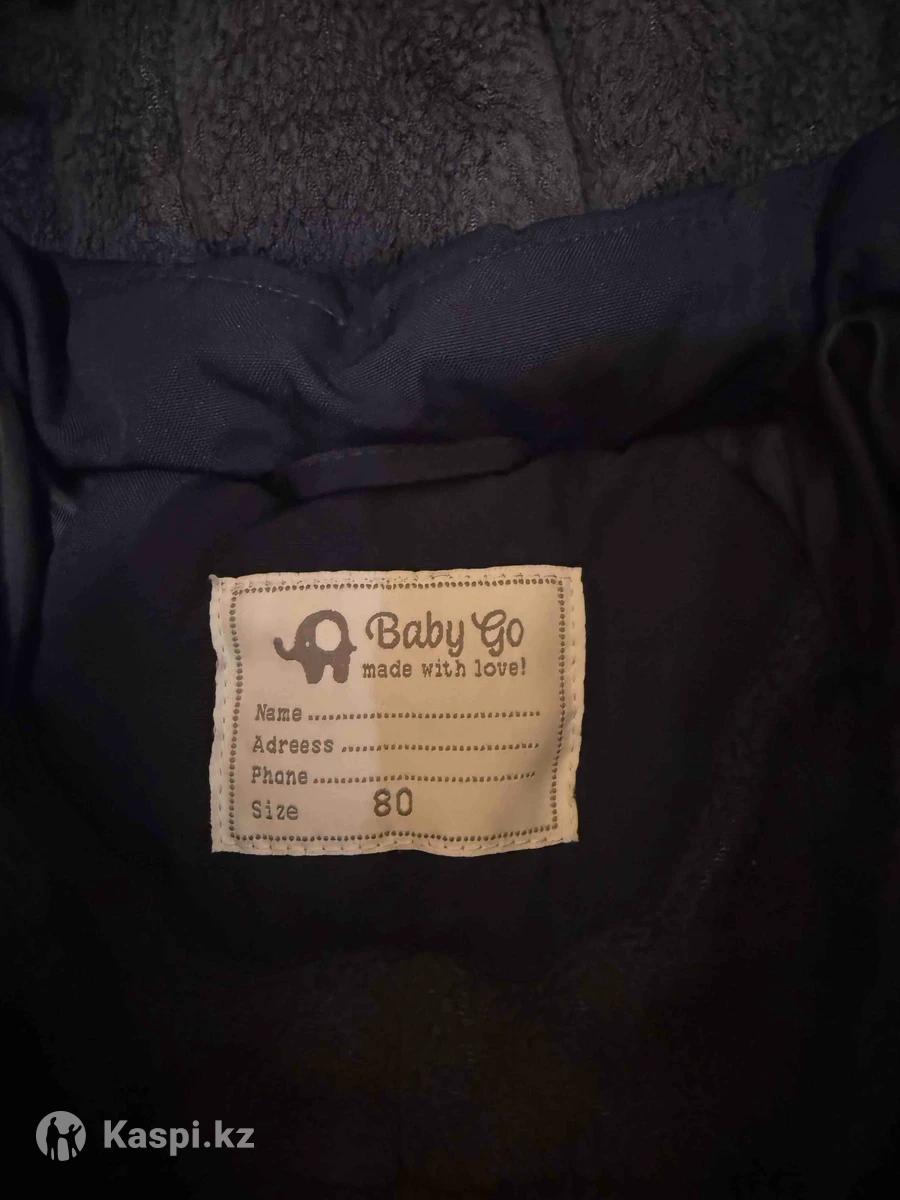 Baby Go
made with love!
Name
Adreess
Phone
Size 80
Kaspi.kz